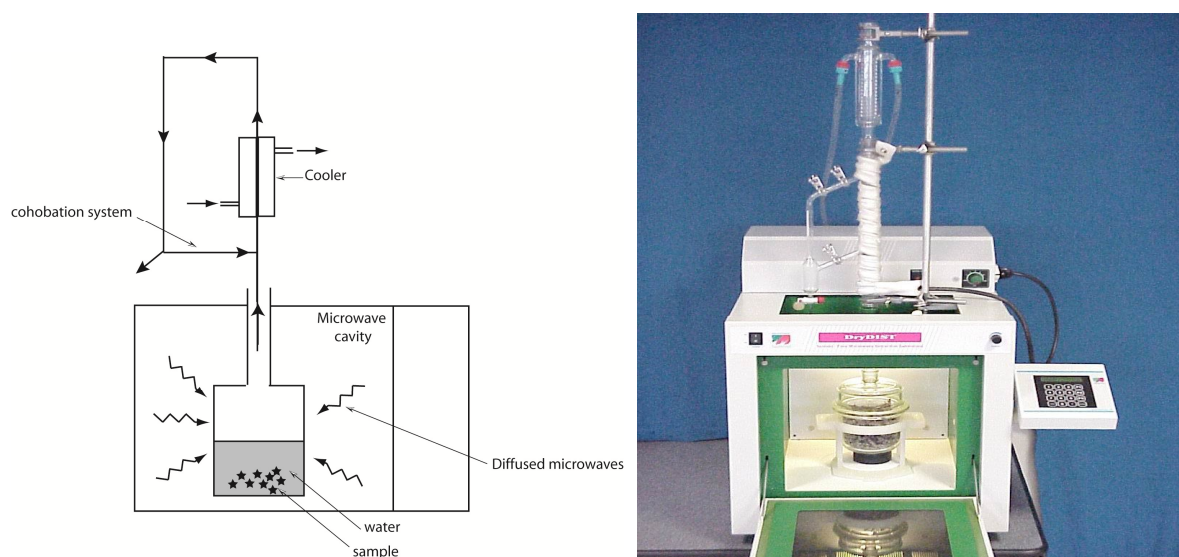 Cooler
cohobation system
Microwave
cavity
Diffused microwaves
water
sample
DryDIST